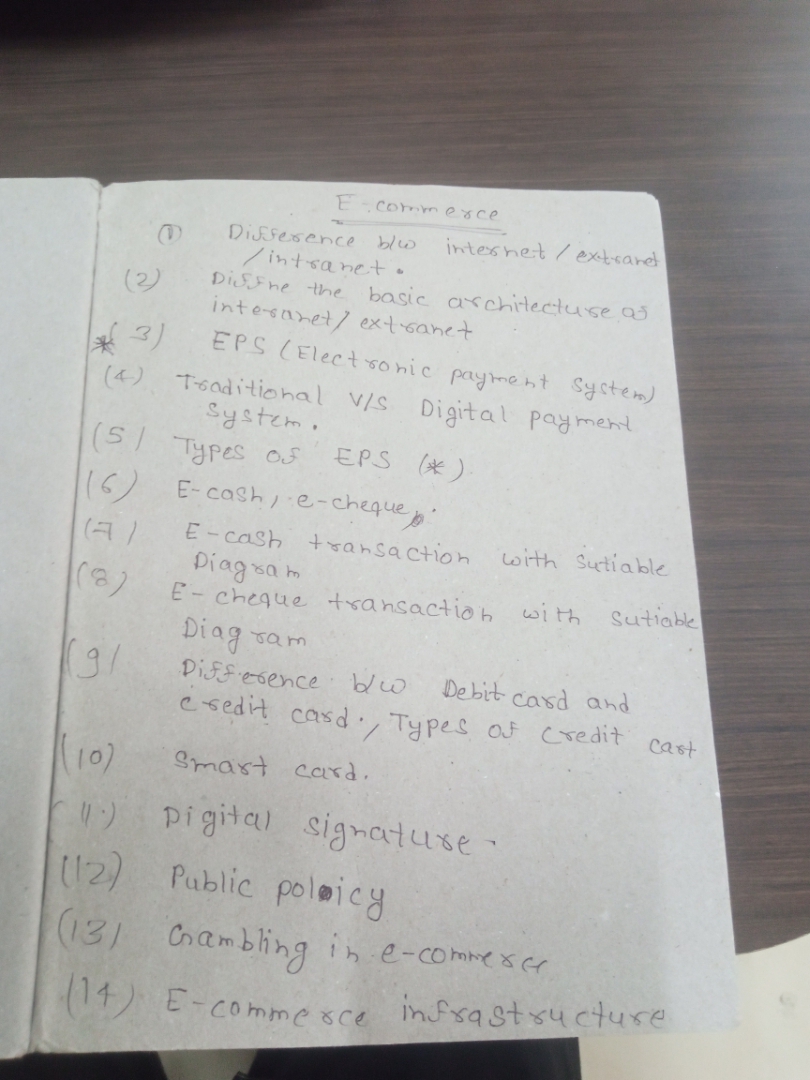 E-commerce
(1) Difference b/w internet / extranet
/ intranet.
(2) Diffne the basic architecture of
interanet / extranet
* (3) EPS (Electronic payment System)
(4) Traditional V/S Digital payment
System.
(5) Types of EPS (*).
(6) E-cash, e-cheque,
(7) E-cash transaction with Sutiable
Diagram
(8) E-cheque transaction with sutiable
Diagram
(9) Difference b/w Debit card and
credit card., Types of credit cart
(10) Smart card.
(11) Digital signature.
(12) Public poloicy
(13) Gambling in e-commerce
(14) E-commerce infrastructure